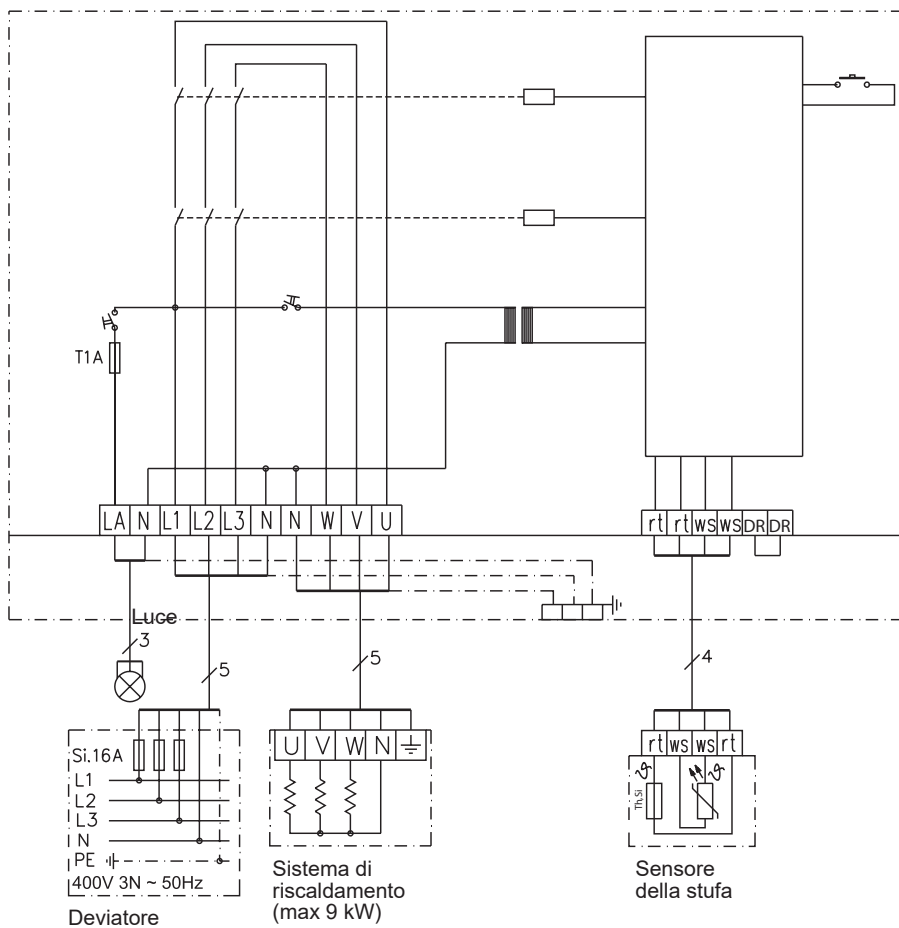 T1A
LA N L1 L2 L3 N N W V U
rt rt ws ws DR DR
Luce
3
5
5
4
U V W N
rt ws ws rt
Si.16A
L1
L2
L3
N
PE
400V 3N ~ 50Hz
Deviatore
Sistema di
riscaldamento
(max 9 kW)
Th.Si
ϑ
ϑ
Sensore
della stufa